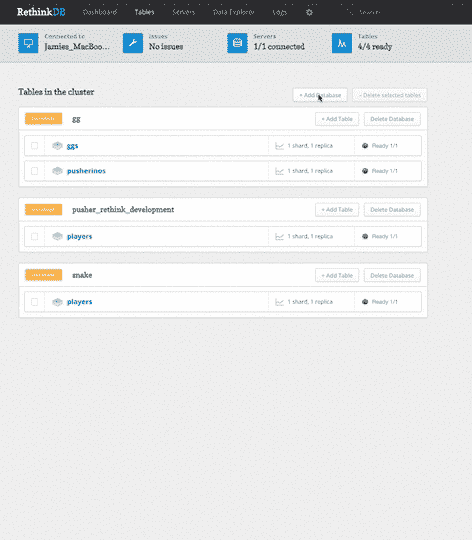 RethinkDB Dashboard Tables Servers Data Explorer Logs Search
Connected to Issues Servers Tables
Jamies_MacBoo... No issues 1/1 connected 4/4 ready
Tables in the cluster
+ Add Database - Delete selected tables
DATABASE gg + Add Table Delete Database
ggs 1 shard, 1 replica Ready 1/1
pusherinos 1 shard, 1 replica Ready 1/1
DATABASE pusher_rethink_development + Add Table Delete Database
players 1 shard, 1 replica Ready 1/1
DATABASE snake + Add Table Delete Database
players 1 shard, 1 replica Ready 1/1